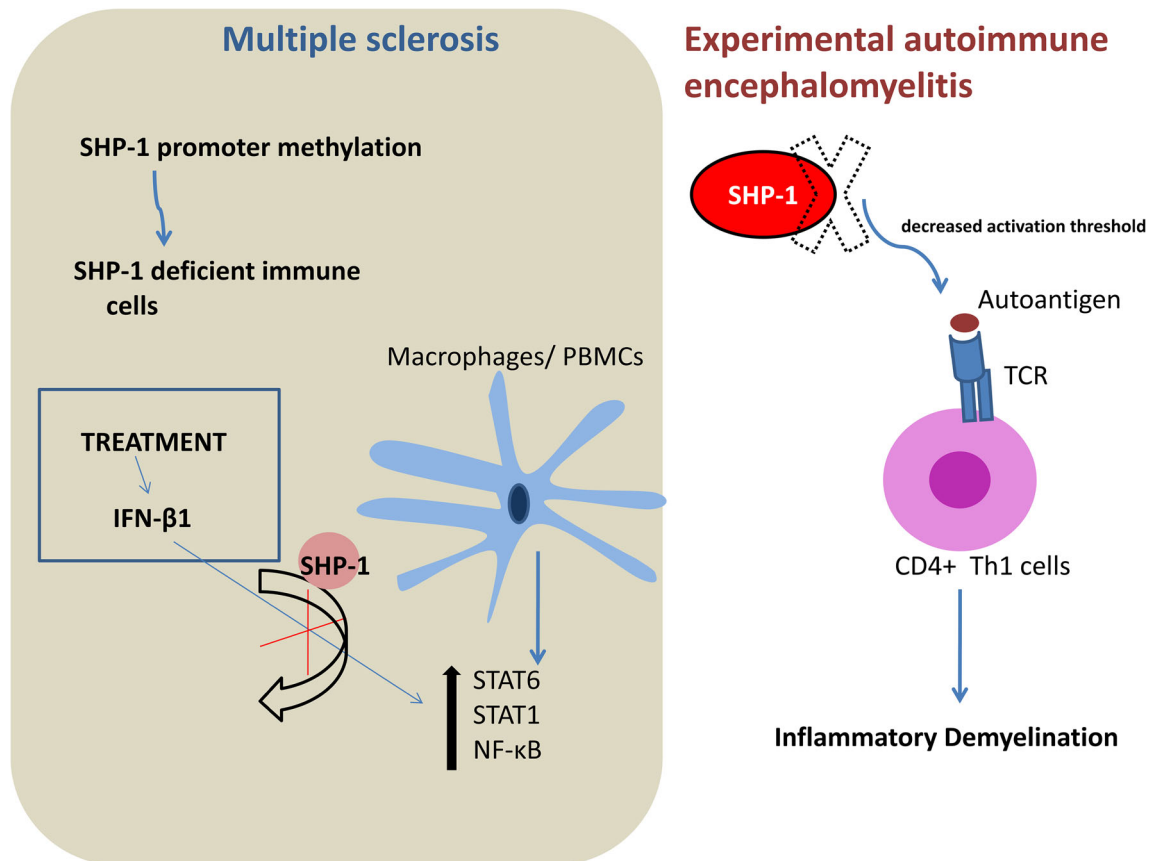 Multiple sclerosis
SHP-1 promoter methylation
SHP-1 deficient immune
cells
Macrophages/ PBMCs
TREATMENT
IFN-β1
SHP-1
STAT6
STAT1
NF-κB
Experimental autoimmune
encephalomyelitis
SHP-1
decreased activation threshold
Autoantigen
TCR
CD4+ Th1 cells
Inflammatory Demyelination